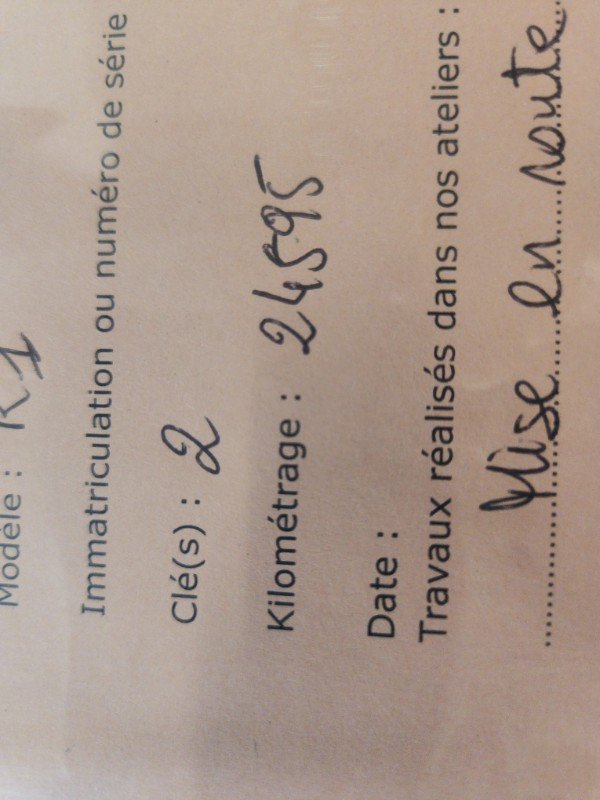 Modèle : R1
Immatriculation ou numéro de série
Clé(s) : 2
Kilométrage : 24595
Date :
Travaux réalisés dans nos ateliers :
Mise en route